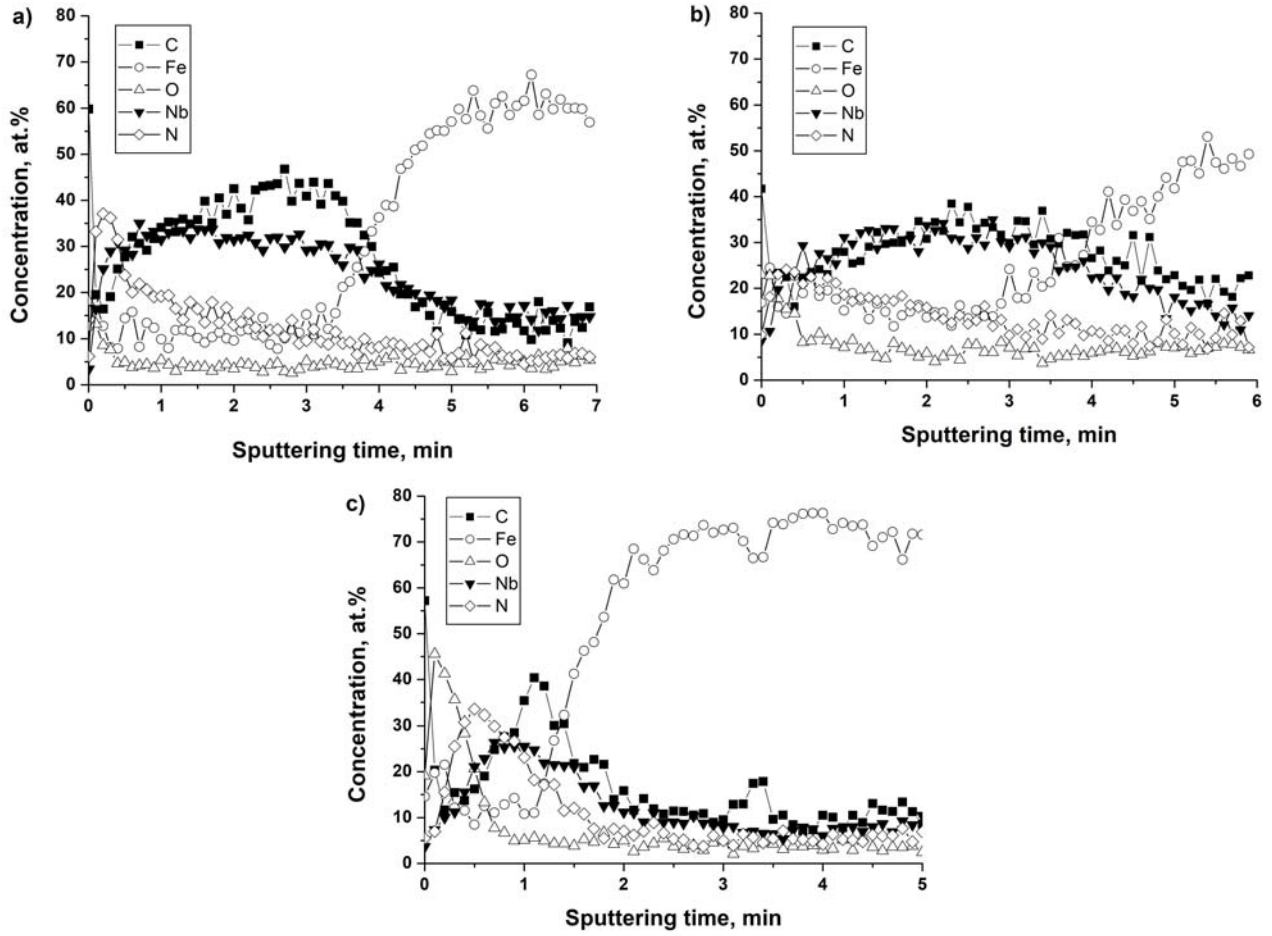 a)
80
70
60
50
40
30
20
10
0
Concentration, at.%
C
Fe
O
Nb
N
0 1 2 3 4 5 6 7
Sputtering time, min
b)
80
70
60
50
40
30
20
10
0
Concentration, at.%
C
Fe
O
Nb
N
0 1 2 3 4 5 6
Sputtering time, min
c)
80
70
60
50
40
30
20
10
0
Concentration, at.%
C
Fe
O
Nb
N
0 1 2 3 4 5
Sputtering time, min